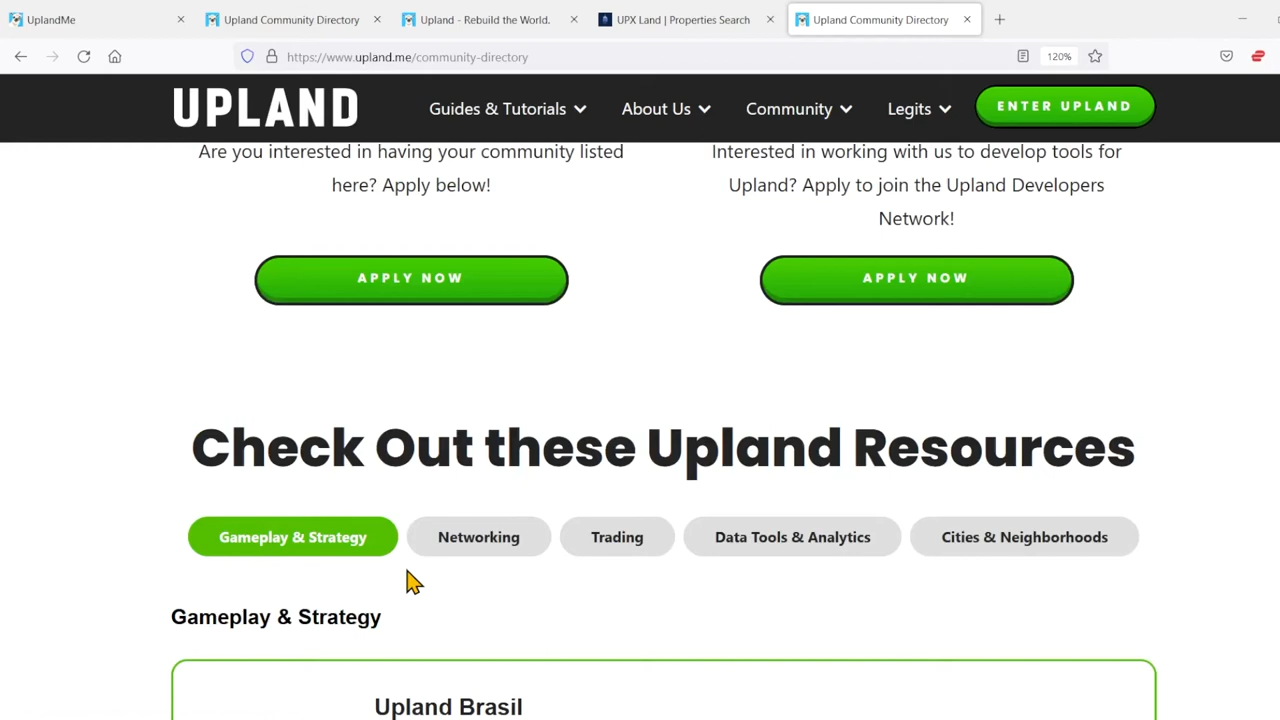 UplandMe
Upland Community Directory
Upland - Rebuild the World.
UPX Land | Properties Search
Upland Community Directory
https://www.upland.me/community-directory
120%
UPLAND
Guides & Tutorials
About Us
Community
Legits
ENTER UPLAND
Are you interested in having your community listed
here? Apply below!
Interested in working with us to develop tools for
Upland? Apply to join the Upland Developers
Network!
APPLY NOW
APPLY NOW
Check Out these Upland Resources
Gameplay & Strategy
Networking
Trading
Data Tools & Analytics
Cities & Neighborhoods
Gameplay & Strategy
Upland Brasil